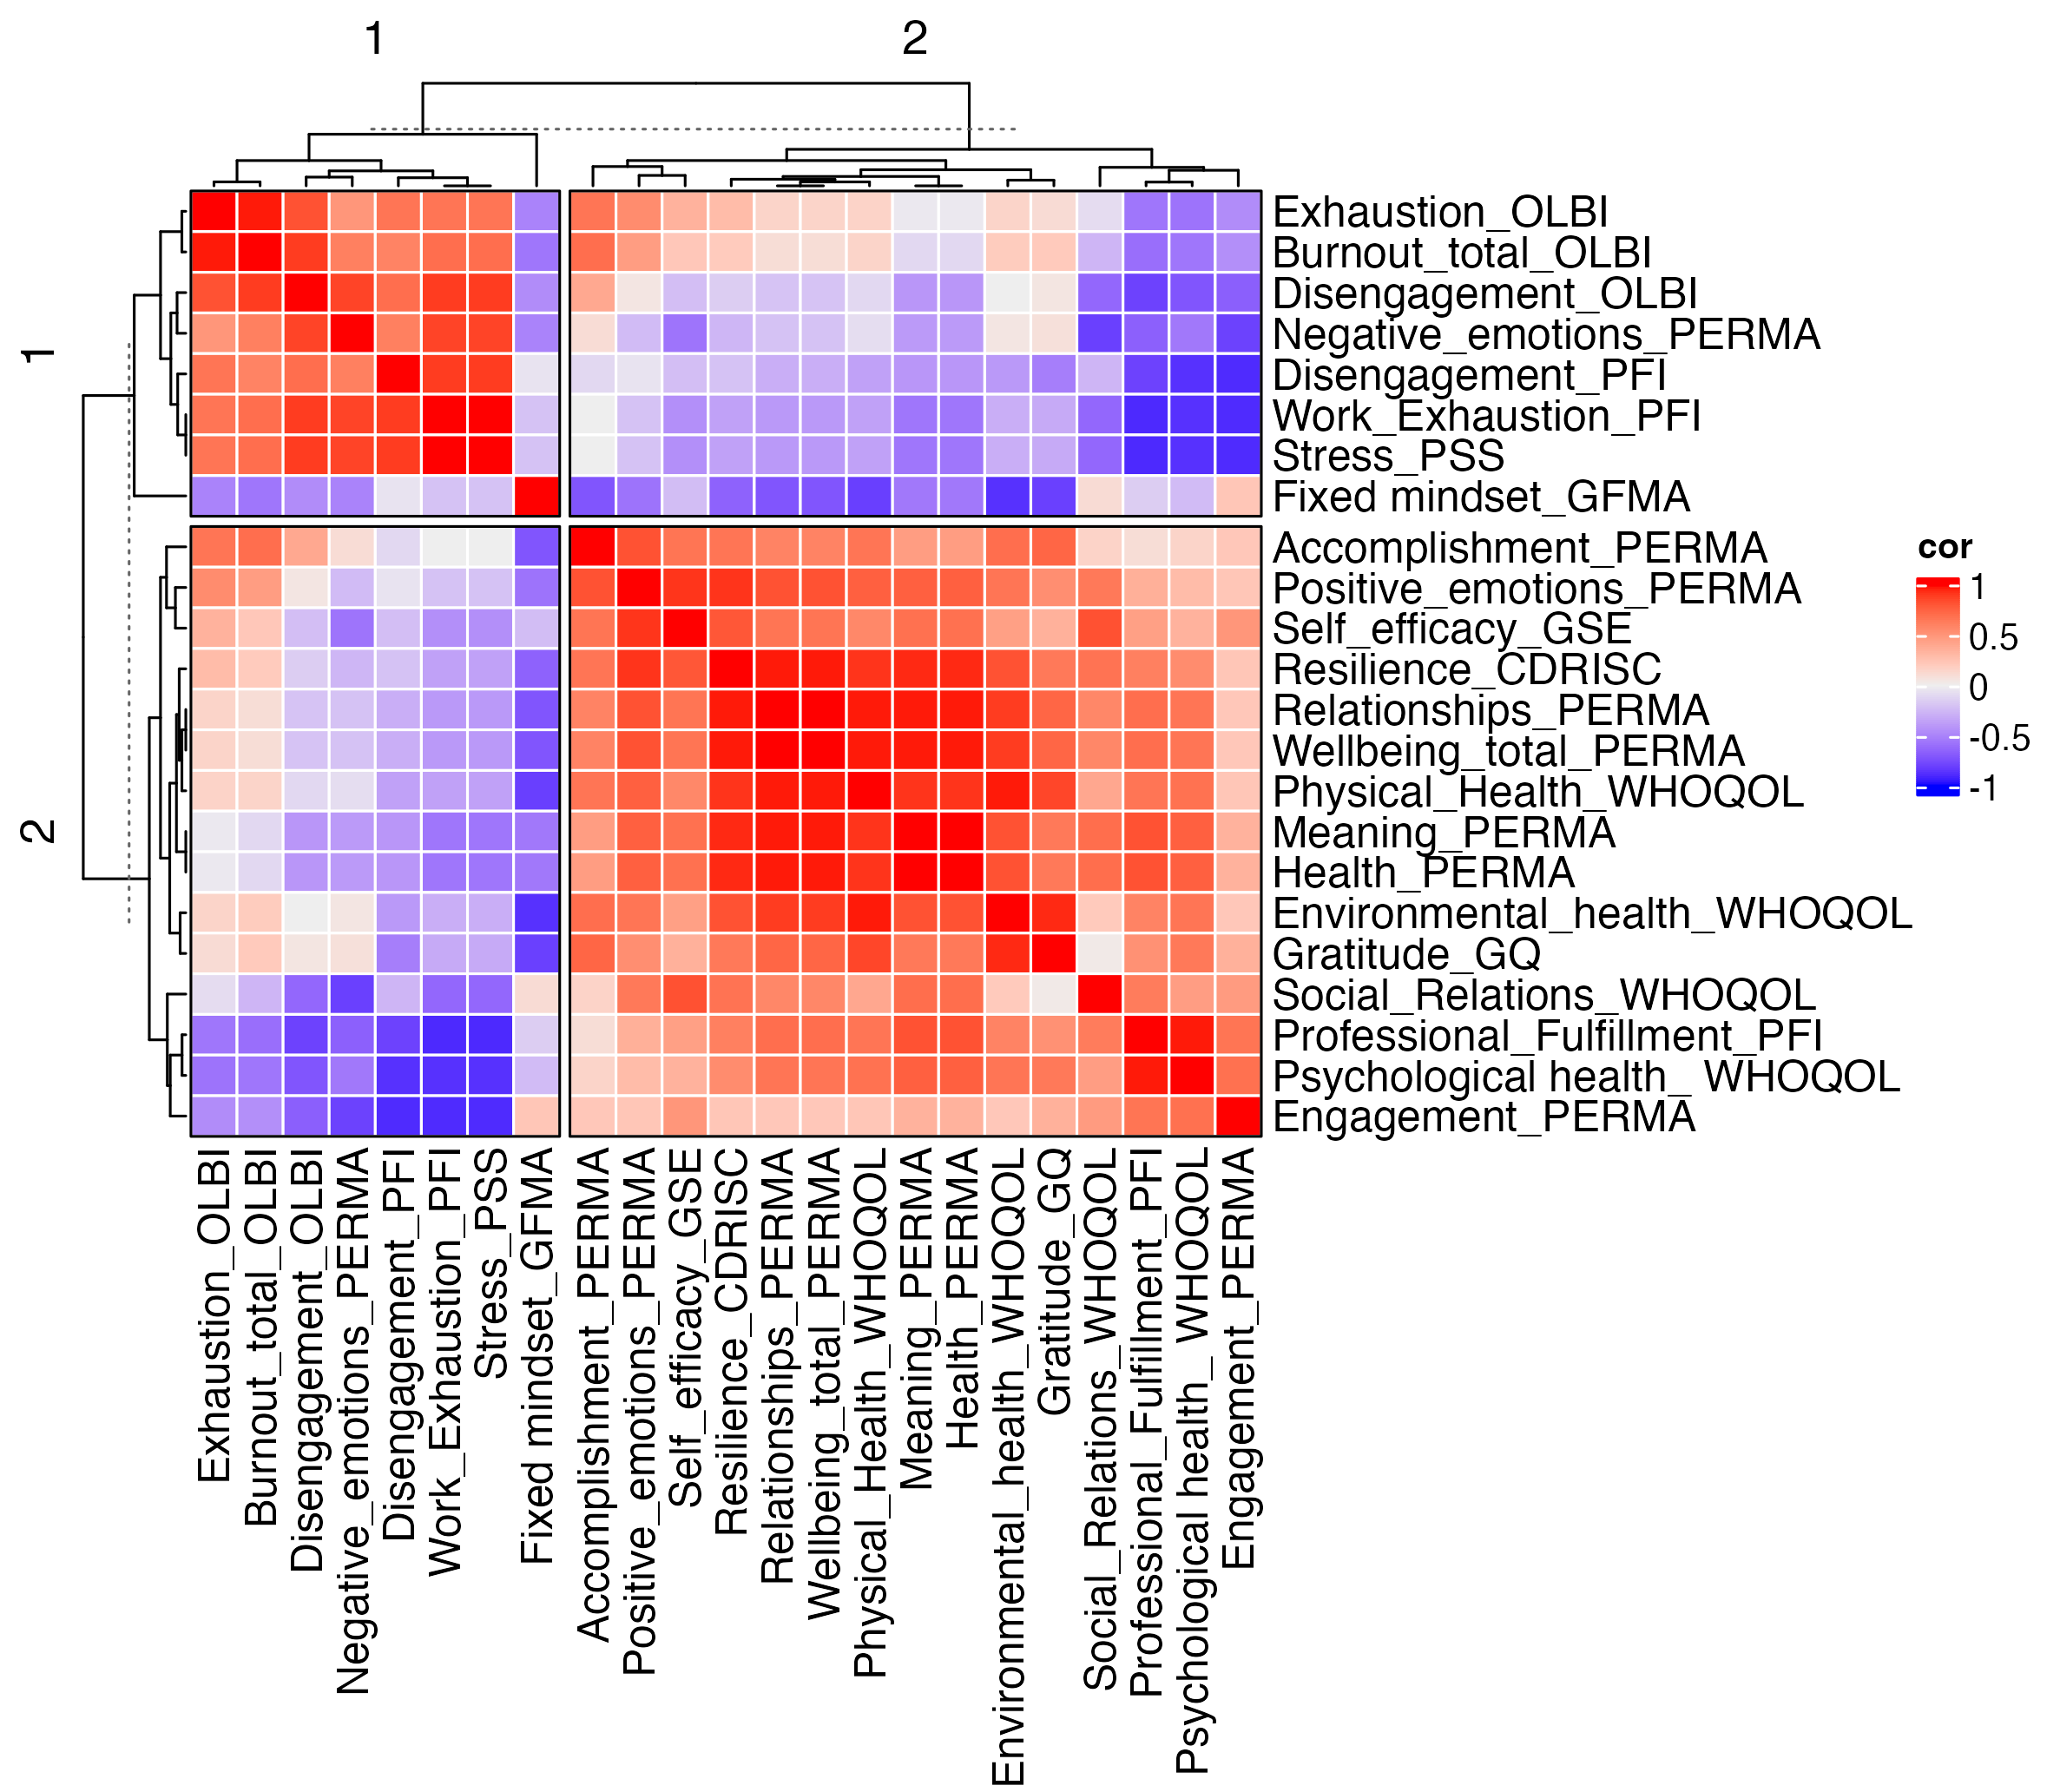 1
2
1
2
Exhaustion_OLBI
Burnout_total_OLBI
Disengagement_OLBI
Negative_emotions_PERMA
Disengagement_PFI
Work_Exhaustion_PFI
Stress_PSS
Fixed mindset_GFMA
Accomplishment_PERMA
Positive_emotions_PERMA
Self_efficacy_GSE
Resilience_CDRISC
Relationships_PERMA
Wellbeing_total_PERMA
Physical_Health_WHOQOL
Meaning_PERMA
Health_PERMA
Environmental_health_WHOQOL
Gratitude_GQ
Social_Relations_WHOQOL
Professional_Fulfillment_PFI
Psychological health_ WHOQOL
Engagement_PERMA
cor
1
0.5
0
-0.5
-1
Exhaustion_OLBI
Burnout_total_OLBI
Disengagement_OLBI
Negative_emotions_PERMA
Disengagement_PFI
Work_Exhaustion_PFI
Stress_PSS
Fixed mindset_GFMA
Accomplishment_PERMA
Positive_emotions_PERMA
Self_efficacy_GSE
Resilience_CDRISC
Relationships_PERMA
Wellbeing_total_PERMA
Physical_Health_WHOQOL
Meaning_PERMA
Health_PERMA
Environmental_health_WHOQOL
Gratitude_GQ
Social_Relations_WHOQOL
Professional_Fulfillment_PFI
Psychological health_ WHOQOL
Engagement_PERMA